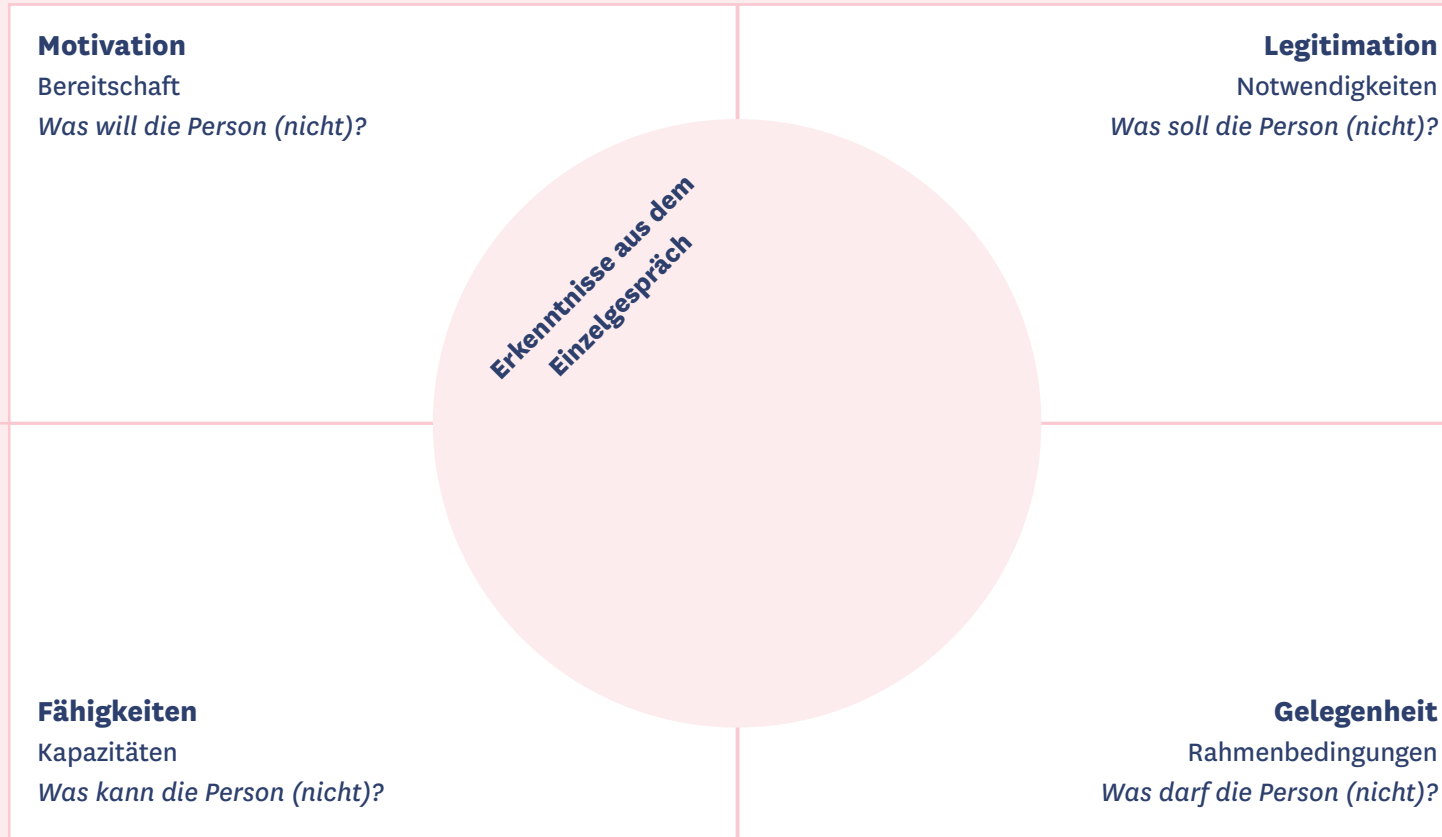 Motivation
Bereitschaft
Was will die Person (nicht)?
Legitimation
Notwendigkeiten
Was soll die Person (nicht)?
Erkenntnisse aus dem
Einzelgespräch
Fähigkeiten
Kapazitäten
Was kann die Person (nicht)?
Gelegenheit
Rahmenbedingungen
Was darf die Person (nicht)?